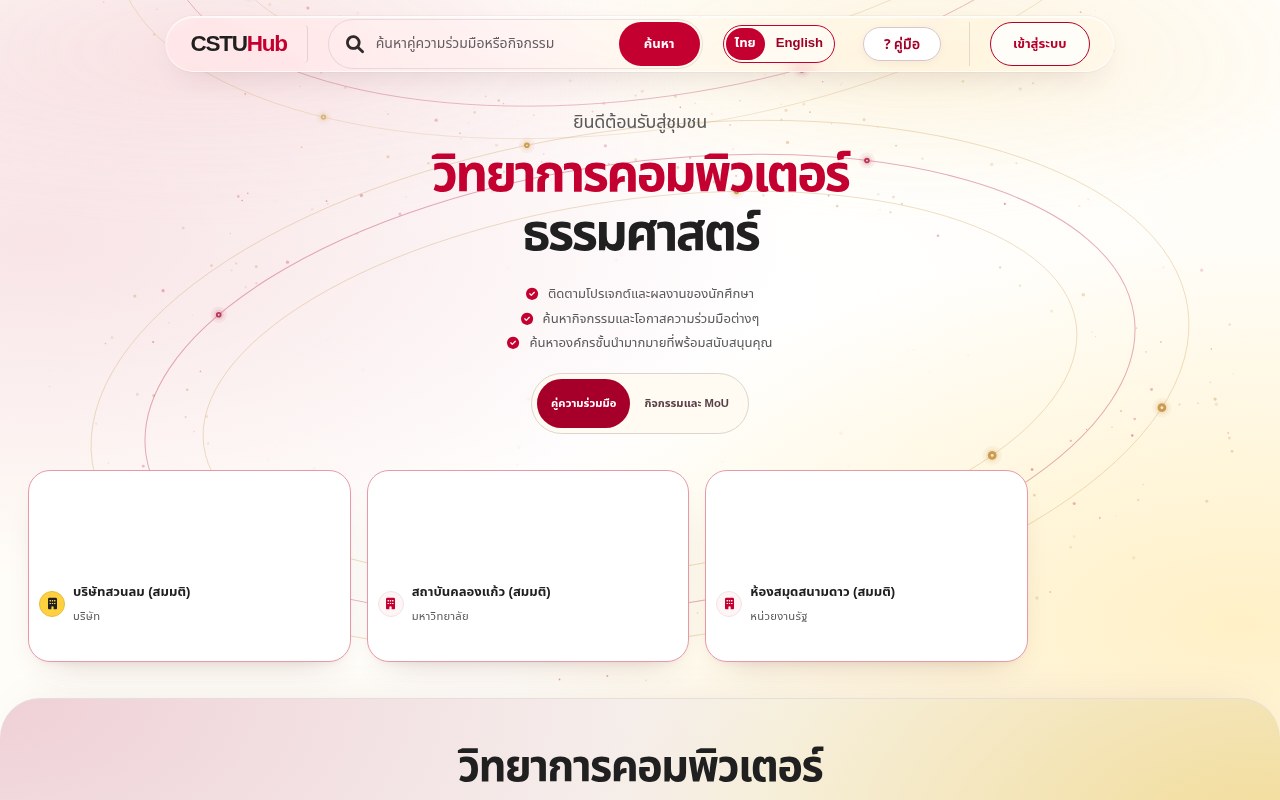 CSTUHub
ค้นหาคู่ความร่วมมือหรือกิจกรรม
ค้นหา
ไทย
English
? คู่มือ
เข้าสู่ระบบ
ยินดีต้อนรับสู่ชุมชน
วิทยาการคอมพิวเตอร์
ธรรมศาสตร์
ติดตามโปรเจกต์และผลงานของนักศึกษา
ค้นหากิจกรรมและโอกาสความร่วมมือต่างๆ
ค้นหาองค์กรชั้นนำมากมายที่พร้อมสนับสนุนคุณ
คู่ความร่วมมือ
กิจกรรมและ MoU
บริษัทสวนลม (สมมติ)
บริษัท
สถาบันคลองแก้ว (สมมติ)
มหาวิทยาลัย
ห้องสมุดสนามดาว (สมมติ)
หน่วยงานรัฐ
วิทยาการคอมพิวเตอร์